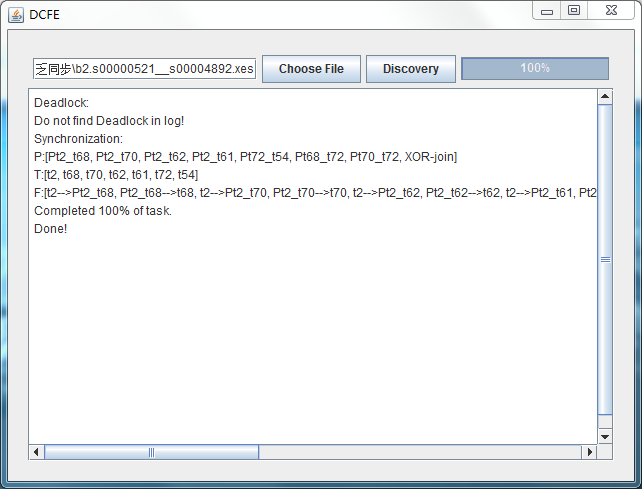 DCFE
乏同步\b2.s00000521__s00004892.xes
Choose File
Discovery
100%
Deadlock:
Do not find Deadlock in log!
Synchronization:
P:[Pt2_t68, Pt2_t70, Pt2_t62, Pt2_t61, Pt72_t54, Pt68_t72, Pt70_t72, XOR-join]
T:[t2, t68, t70, t62, t61, t72, t54]
F:[t2-->Pt2_t68, Pt2_t68-->t68, t2-->Pt2_t70, Pt2_t70-->t70, t2-->Pt2_t62, Pt2_t62-->t62, t2-->Pt2_t61, Pt2
Completed 100% of task.
Done!